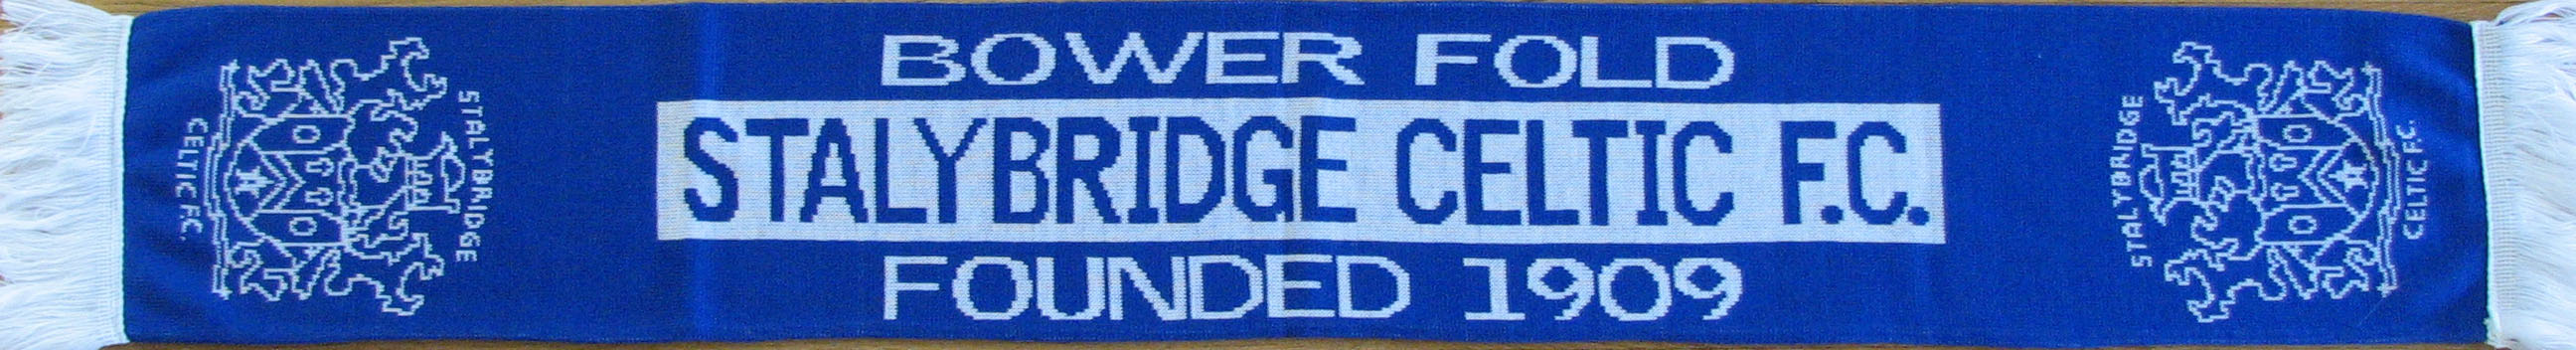 STALYBRIDGE
CELTIC F.C.
BOWER FOLD
STALYBRIDGE CELTIC F.C.
FOUNDED 1909
STALYBRIDGE
CELTIC F.C.